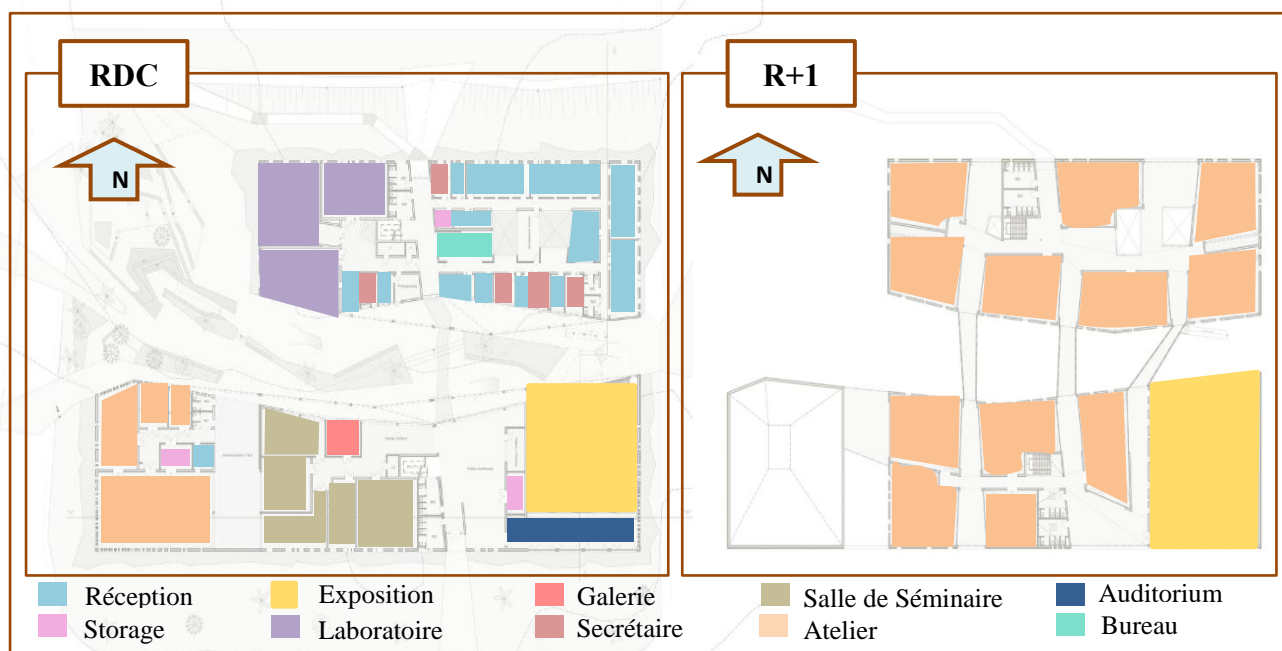 RDC
R+1
N
N
Réception
Exposition
Galerie
Salle de Séminaire
Auditorium
Storage
Laboratoire
Secrétaire
Atelier
Bureau